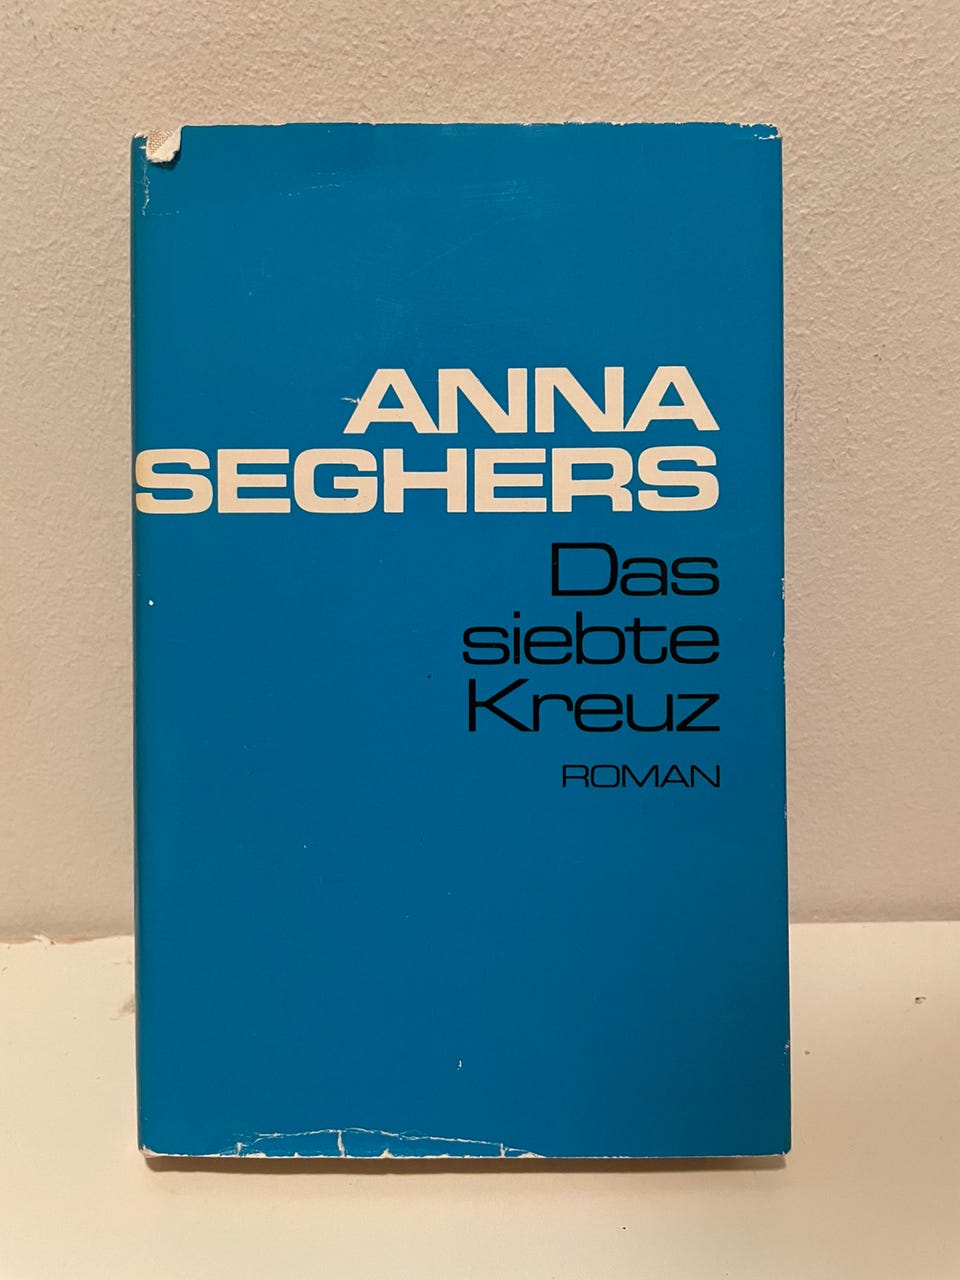 ANNA
SEGHERS
Das
siebte
Kreuz
ROMAN